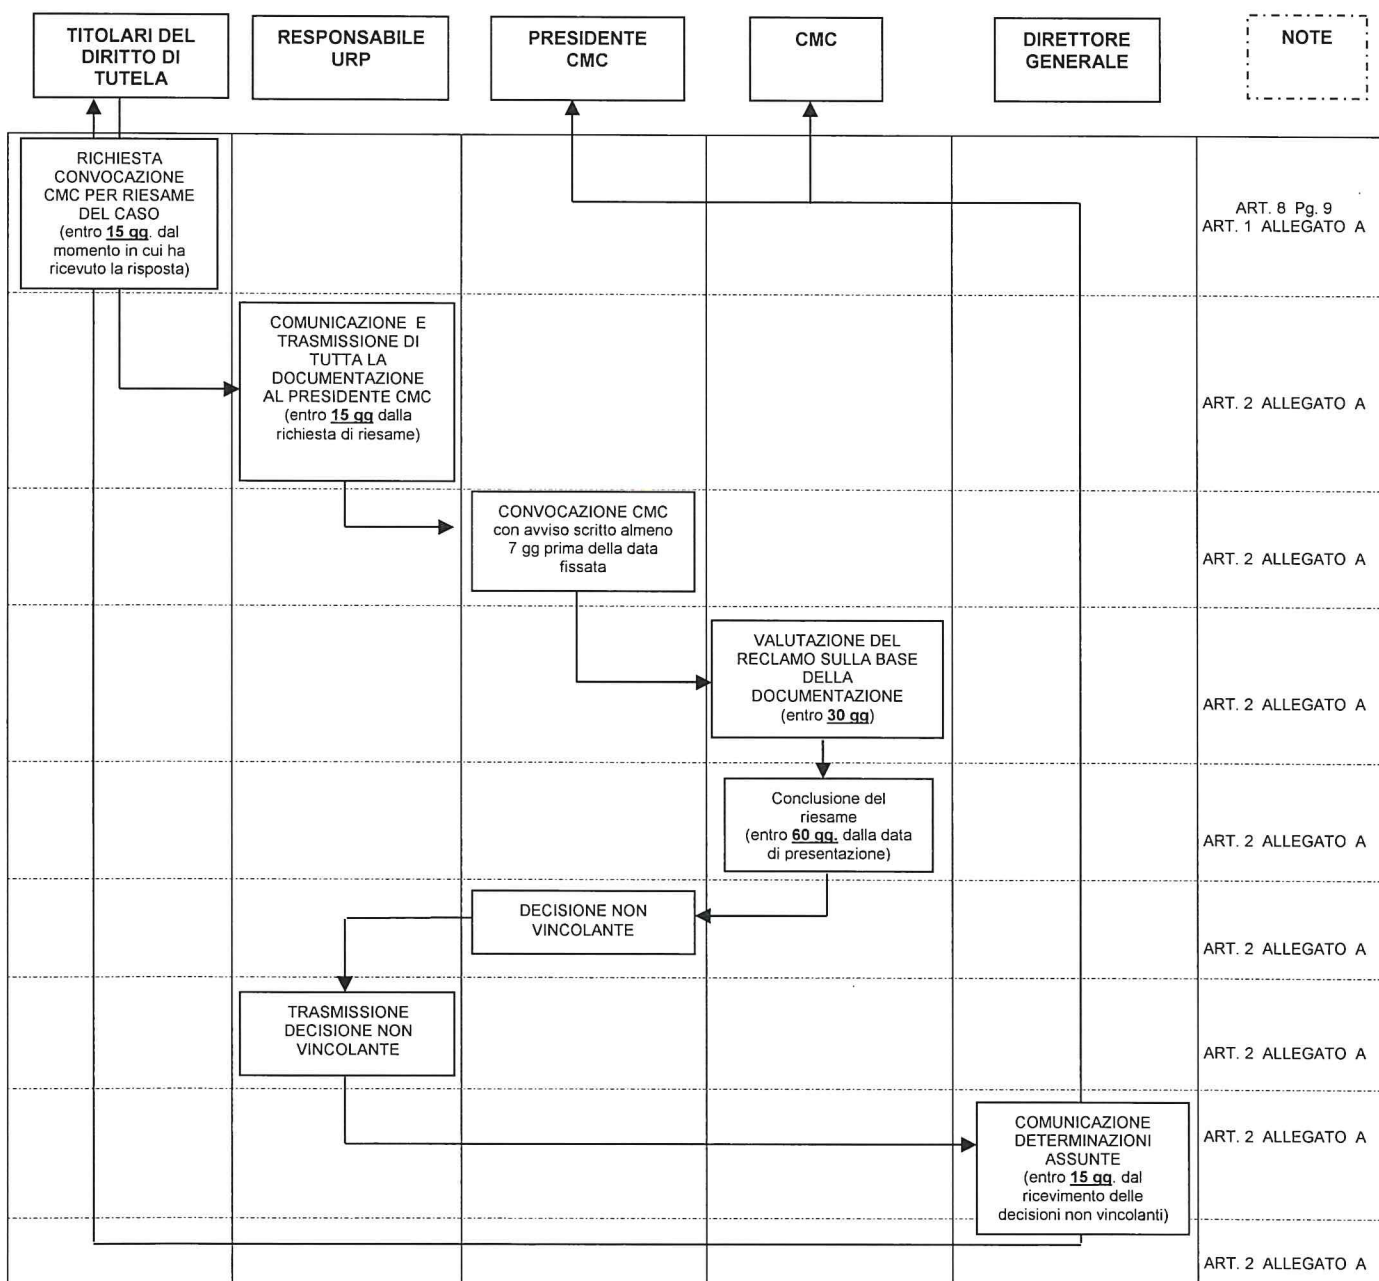 TITOLARI DEL
DIRITTO DI
TUTELA
RESPONSABILE
URP
PRESIDENTE
CMC
CMC
DIRETTORE
GENERALE
NOTE
RICHIESTA
CONVOCAZIONE
CMC PER RIESAME
DEL CASO
(entro 15 gg. dal
momento in cui ha
ricevuto la risposta)
ART. 8 Pg. 9
ART. 1 ALLEGATO A
COMUNICAZIONE E
TRASMISSIONE DI
TUTTA LA
DOCUMENTAZIONE
AL PRESIDENTE CMC
(entro 15 gg dalla
richiesta di riesame)
ART. 2 ALLEGATO A
CONVOCAZIONE CMC
con avviso scritto almeno
7 gg prima della data
fissata
ART. 2 ALLEGATO A
VALUTAZIONE DEL
RECLAMO SULLA BASE
DELLA
DOCUMENTAZIONE
(entro 30 gg)
ART. 2 ALLEGATO A
Conclusione del
riesame
(entro 60 gg. dalla data
di presentazione)
ART. 2 ALLEGATO A
DECISIONE NON
VINCOLANTE
ART. 2 ALLEGATO A
TRASMISSIONE
DECISIONE NON
VINCOLANTE
ART. 2 ALLEGATO A
COMUNICAZIONE
DETERMINAZIONI
ASSUNTE
(entro 15 gg. dal
ricevimento delle
decisioni non vincolanti)
ART. 2 ALLEGATO A
ART. 2 ALLEGATO A